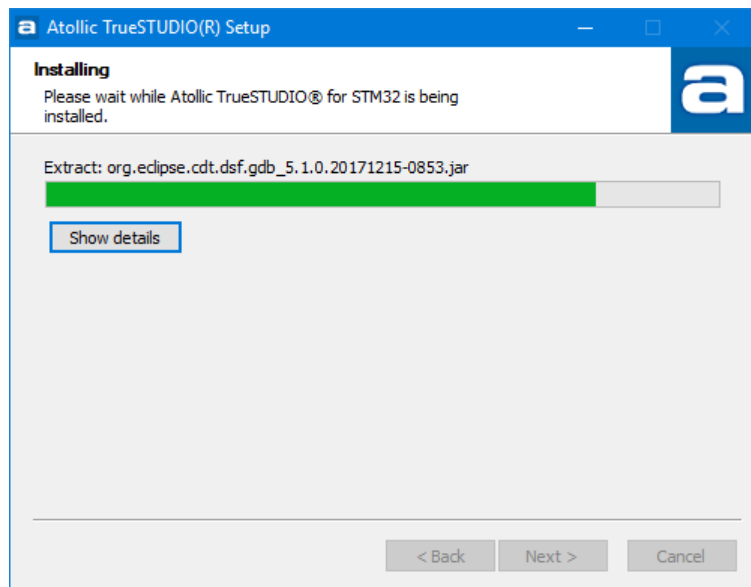 a Atollic TrueSTUDIO(R) Setup
Installing
Please wait while Atollic TrueSTUDIO® for STM32 is being
installed.
a
Extract: org.eclipse.cdt.dsf.gdb_5.1.0.20171215-0853.jar
Show details
< Back Next > Cancel